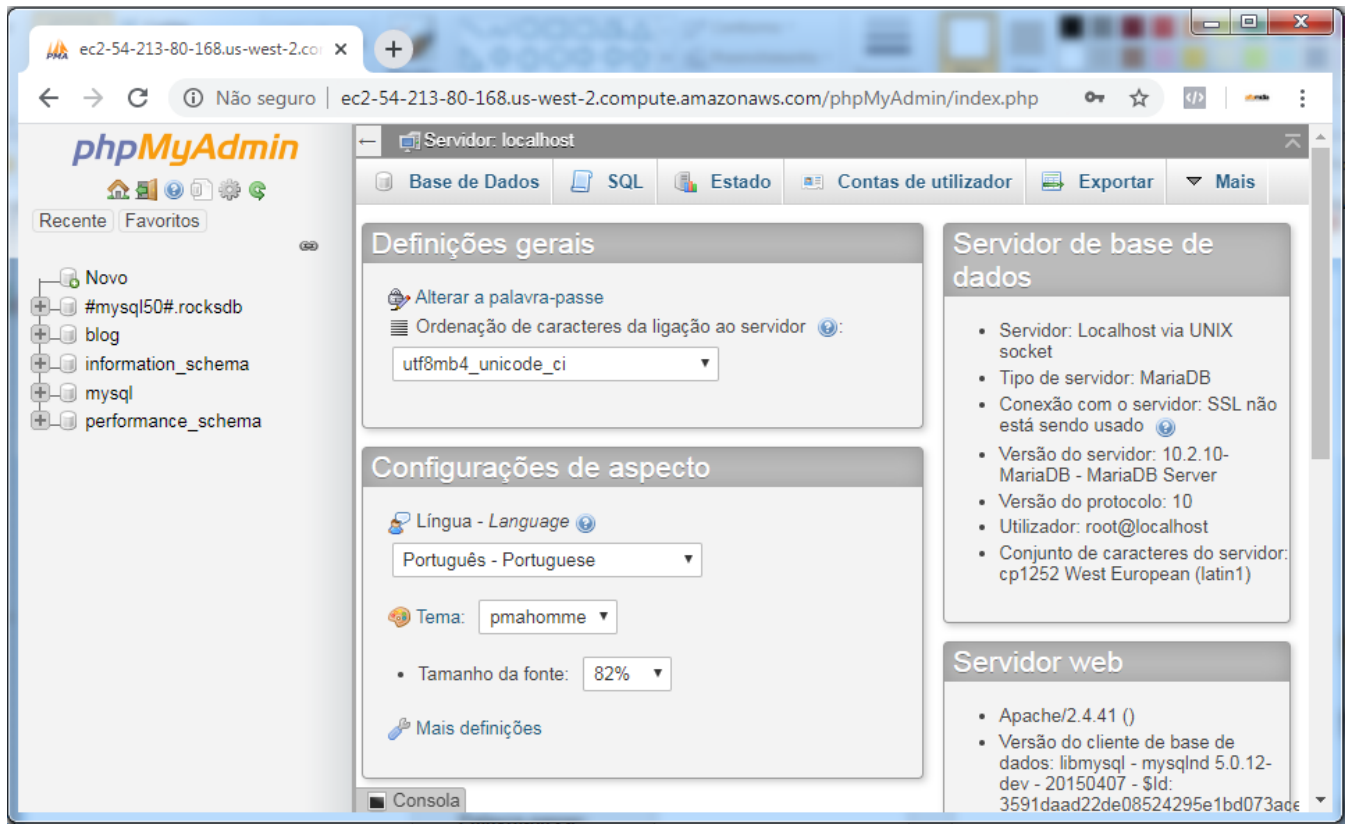 ec2-54-213-80-168.us-west-2.cor
Não seguro | ec2-54-213-80-168.us-west-2.compute.amazonaws.com/phpMyAdmin/index.php
phpMyAdmin
Recente Favoritos
Novo
#mysql50#.rocksdb
blog
information_schema
mysql
performance_schema
Servidor: localhost
Base de Dados SQL Estado Contas de utilizador Exportar Mais
Definições gerais
Alterar a palavra-passe
Ordenação de caracteres da ligação ao servidor :
utf8mb4_unicode_ci
Configurações de aspecto
Língua - Language
Português - Portuguese
Tema: pmahomme
• Tamanho da fonte: 82%
Mais definições
Consola
Servidor de base de
dados
• Servidor: Localhost via UNIX
socket
• Tipo de servidor: MariaDB
• Conexão com o servidor: SSL não
está sendo usado
• Versão do servidor: 10.2.10-
MariaDB - MariaDB Server
• Versão do protocolo: 10
• Utilizador: root@localhost
• Conjunto de caracteres do servidor:
cp1252 West European (latin1)
Servidor web
• Apache/2.4.41 ()
• Versão do cliente de base de
dados: libmysql - mysqlnd 5.0.12-
dev - 20150407 - $Id:
3591daad22de08524295e1bd073ace